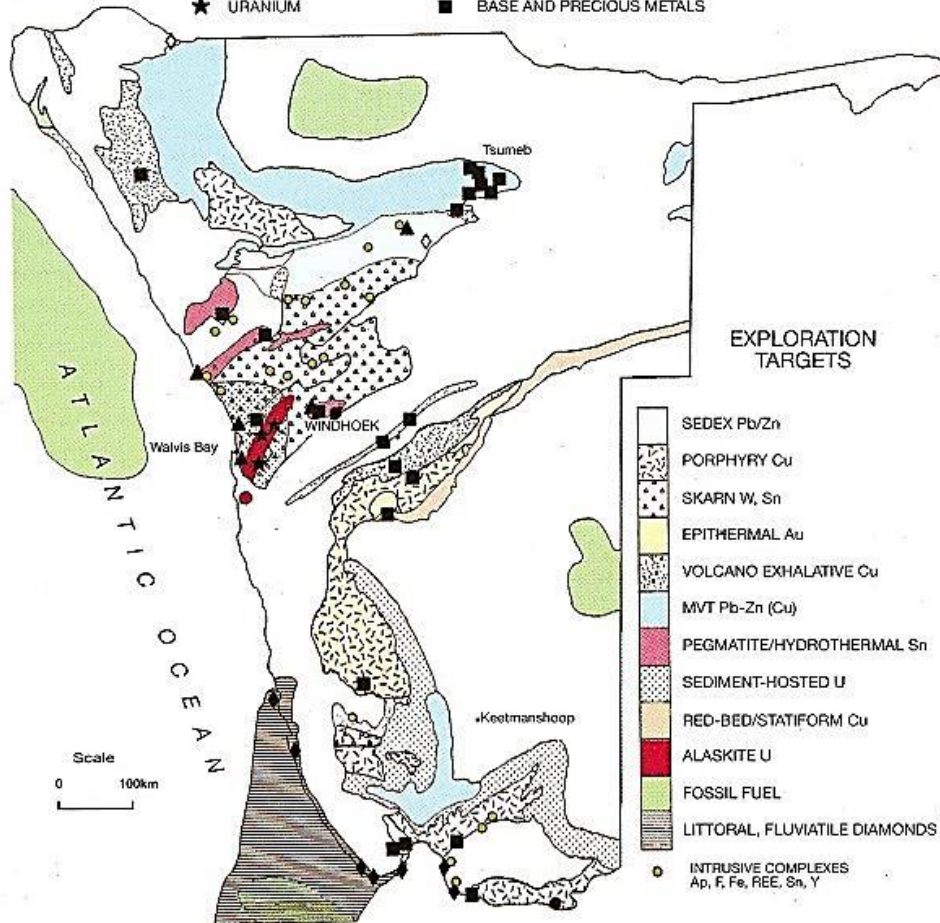 URANIUM
BASE AND PRECIOUS METALS
Tsumeb
EXPLORATION
TARGETS
ATLANTIC OCEAN
WINDHOEK
Walvis Bay
Keetmanshoop
Scale
0 100km
SEDEX Pb/Zn
PORPHYRY Cu
SKARN W, Sn
EPITHERMAL Au
VOLCANO EXHALATIVE Cu
MVT Pb-Zn (Cu)
PEGMATITE/HYDROTHERMAL Sn
SEDIMENT-HOSTED U
RED-BED/STATIFORM Cu
ALASKITE U
FOSSIL FUEL
LITTORAL, FLUVIATILE DIAMONDS
INTRUSIVE COMPLEXES
Ap, F, Fe, REE, Sn, Y